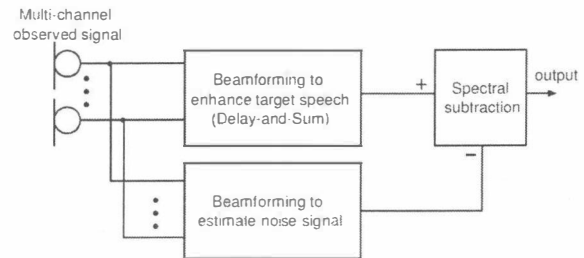 Multi-channel
observed signal
Beamforming to
enhance target speech
(Delay-and-Sum)
+
Spectral
subtraction
output
−
Beamforming to
estimate noise signal